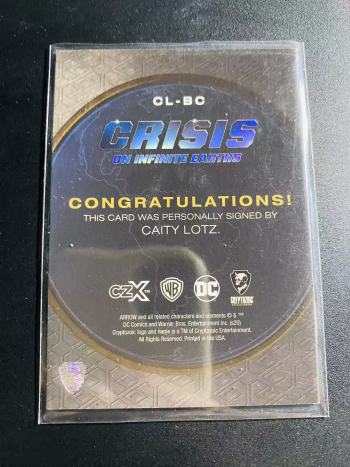 CL-BC
CRISIS
ON INFINITE EARTHS
CONGRATULATIONS!
THIS CARD WAS PERSONALLY SIGNED BY
CAITY LOTZ.
CZX
WB
DC
CRYPTOZOIC
ARROW and all related characters and elements © & ™
DC Comics and Warner Bros. Entertainment Inc. (s20)
Cryptozoic logo and name is a TM of Cryptozoic Entertainment.
All Rights Reserved. Printed in the USA.